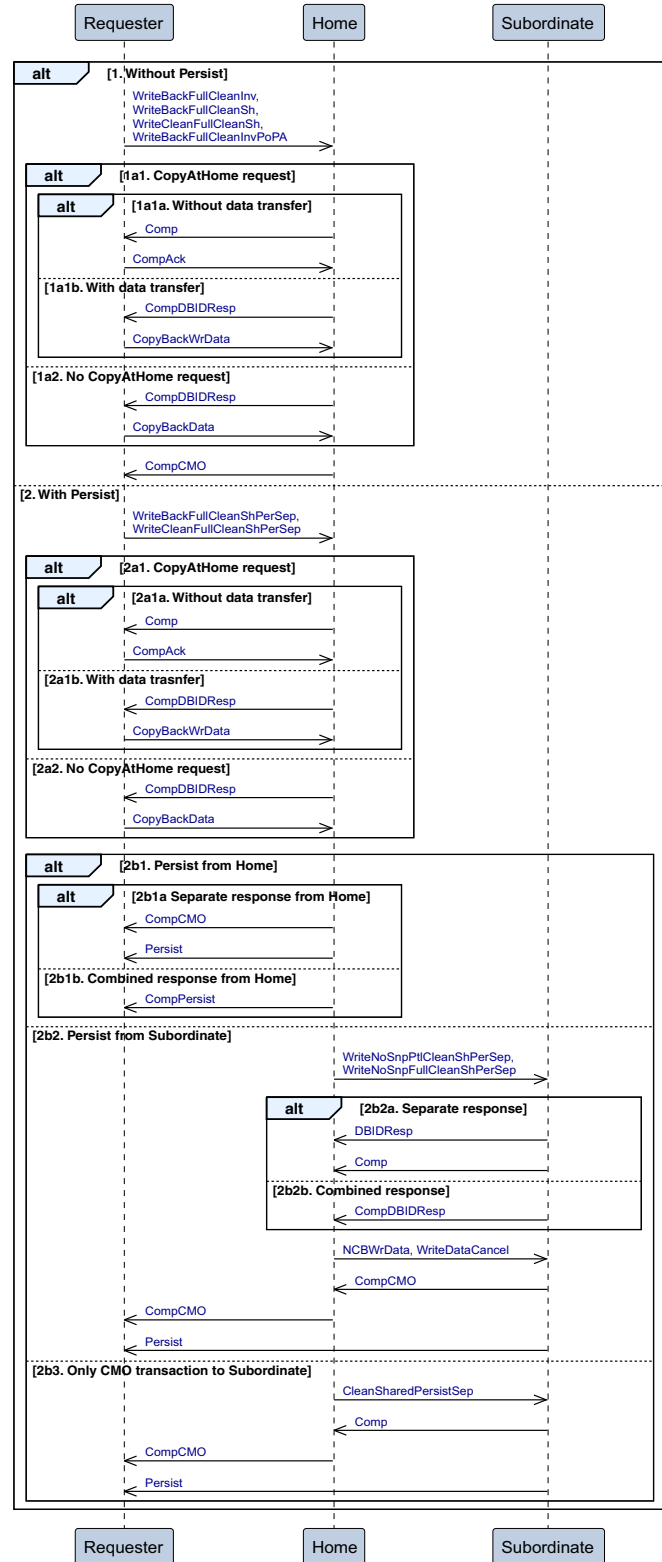 Requester Home Subordinate
alt [1. Without Persist]
WriteBackFullCleanInv,
WriteBackFullCleanSh,
WriteCleanFullCleanSh,
WriteBackFullCleanInvPoPA
alt [1a1. CopyAtHome request]
alt [1a1a. Without data transfer]
Comp
CompAck
[1a1b. With data transfer]
CompDBIDResp
CopyBackWrData
[1a2. No CopyAtHome request]
CompDBIDResp
CopyBackData
CompCMO
[2. With Persist]
WriteBackFullCleanShPerSep,
WriteCleanFullCleanShPerSep
alt [2a1. CopyAtHome request]
alt [2a1a. Without data transfer]
Comp
CompAck
[2a1b. With data trasnfer]
CompDBIDResp
CopyBackWrData
[2a2. No CopyAtHome request]
CompDBIDResp
CopyBackData
alt [2b1. Persist from Home]
alt [2b1a Separate response from Home]
CompCMO
Persist
[2b1b. Combined response from Home]
CompPersist
[2b2. Persist from Subordinate]
WriteNoSnpPtlCleanShPerSep,
WriteNoSnpFullCleanShPerSep
alt [2b2a. Separate response]
DBIDResp
Comp
[2b2b. Combined response]
CompDBIDResp
NCBWrData, WriteDataCancel
CompCMO
CompCMO
Persist
[2b3. Only CMO transaction to Subordinate]
CleanSharedPersistSep
Comp
CompCMO
Persist
Requester Home Subordinate